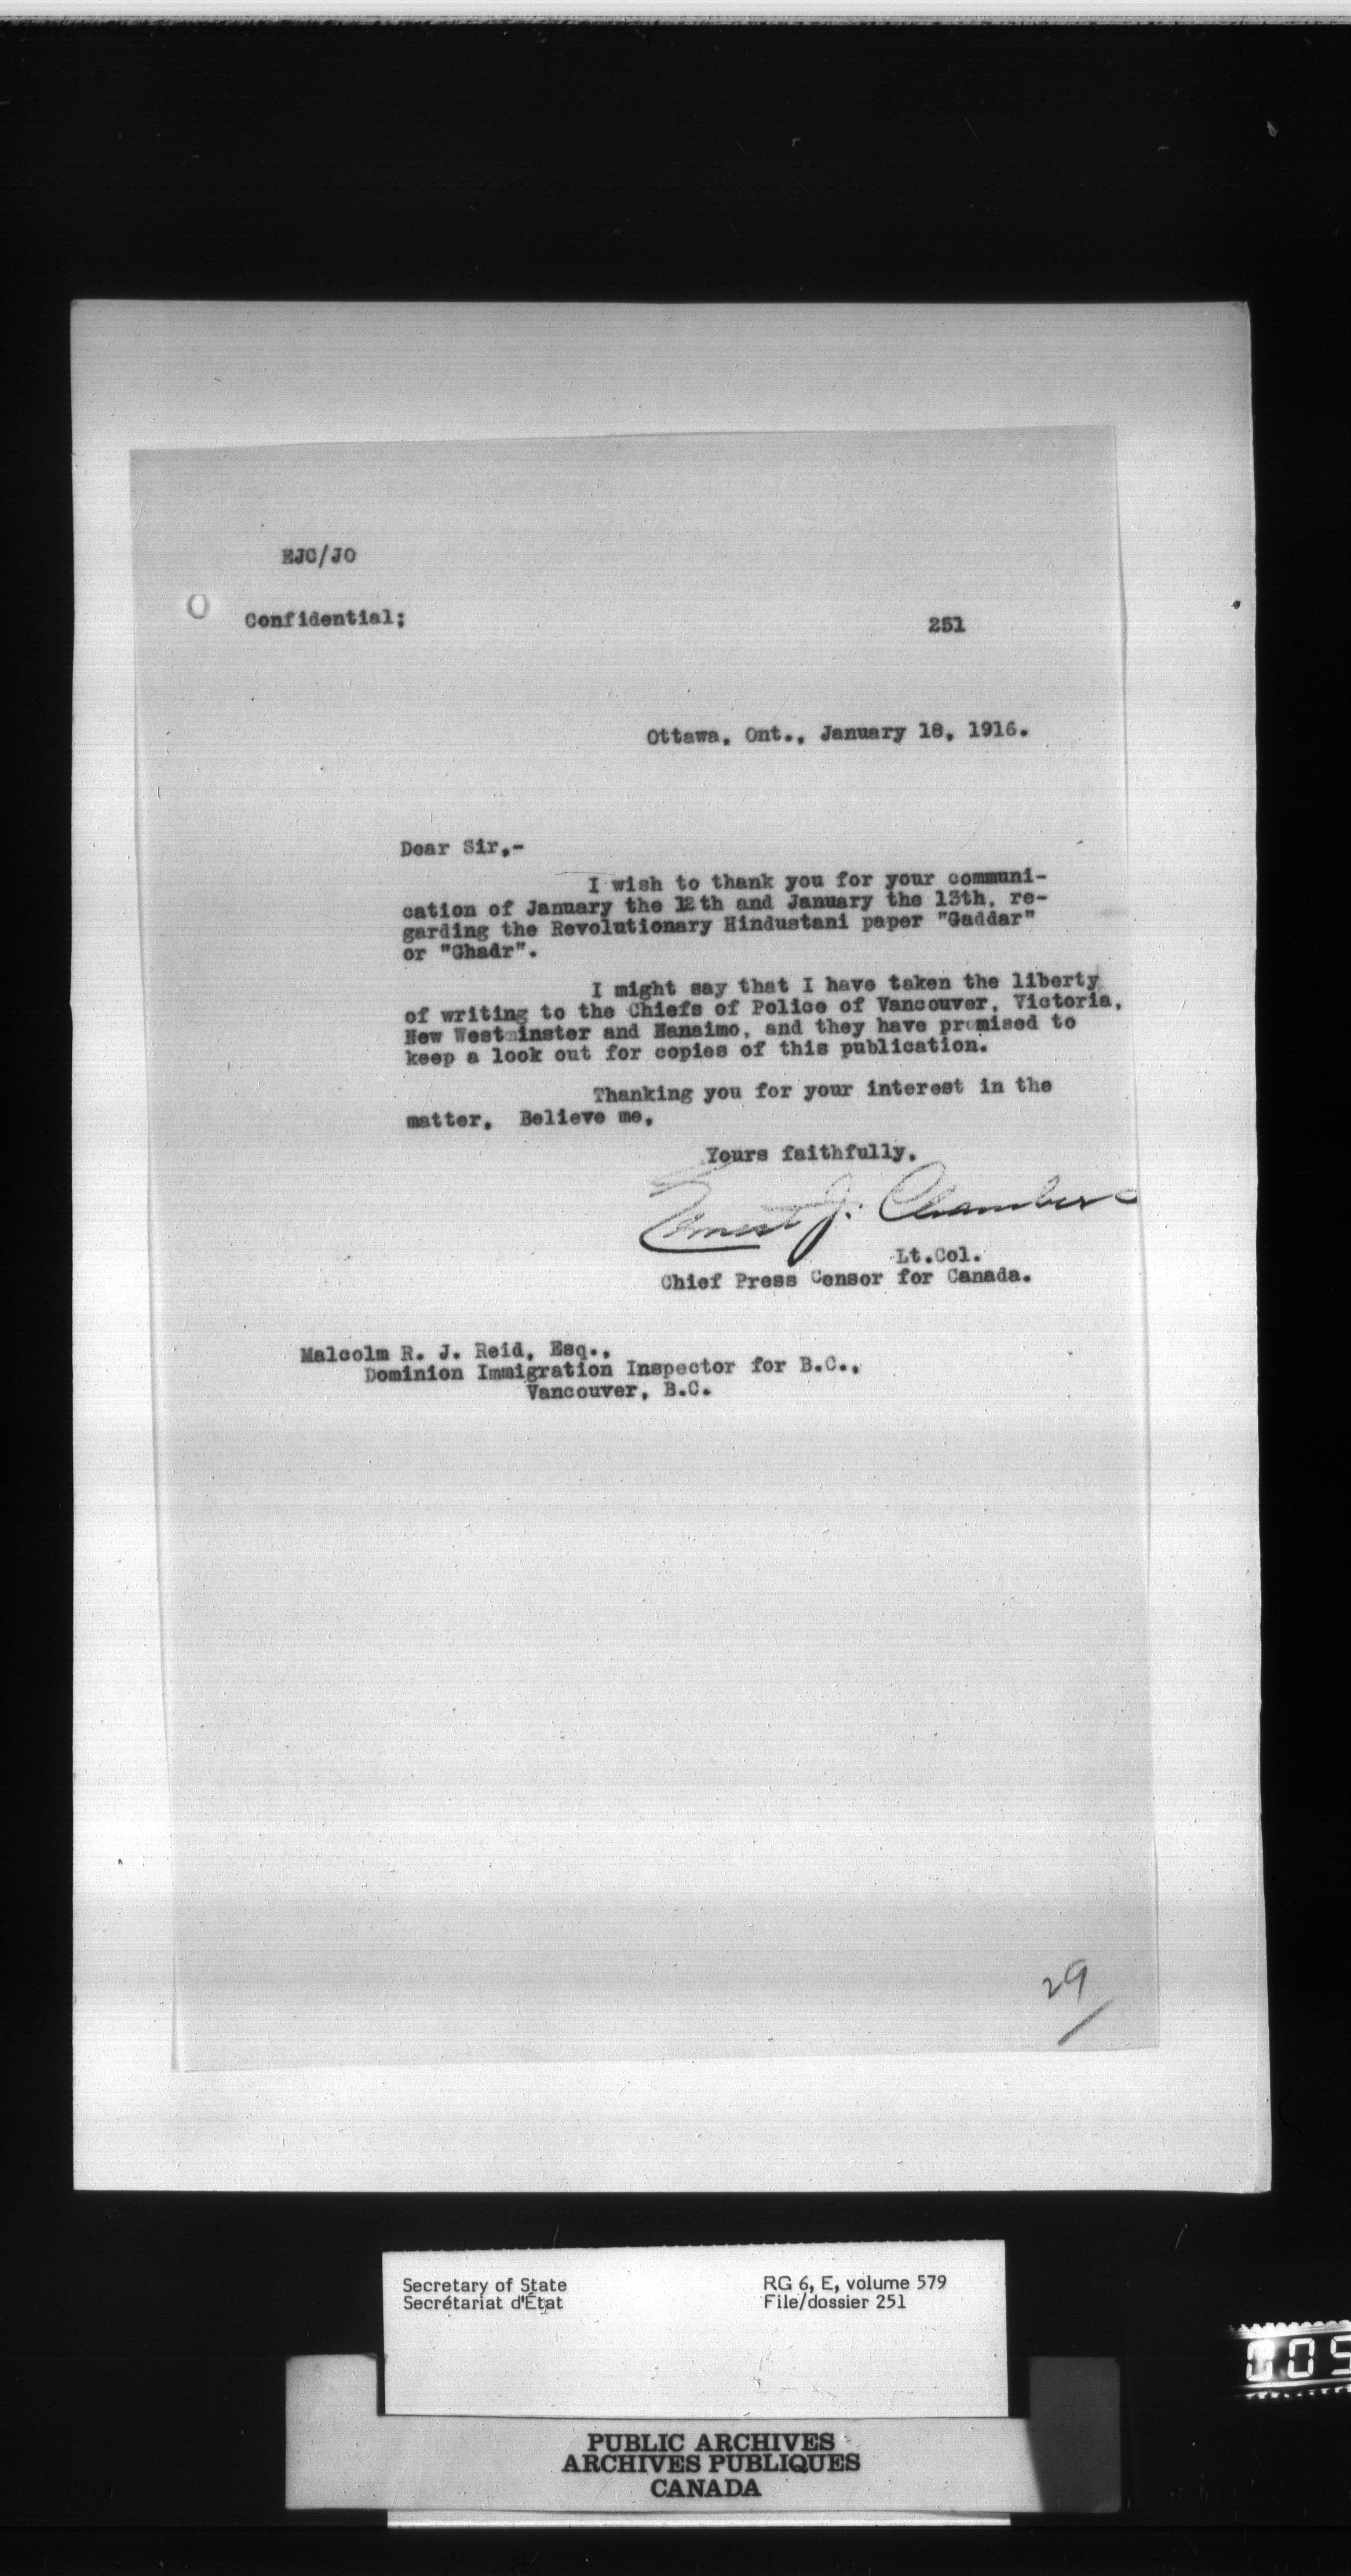 EJC/JO
Confidential;
251
Ottawa, Ont., January 18, 1916.
Dear Sir,-
I wish to thank you for your communi-
cation of January the 12th and January the 13th, re-
garding the Revolutionary Hindustani paper "Gaddar"
or "Ghadr".
I might say that I have taken the liberty
of writing to the Chiefs of Police of Vancouver, Victoria,
New Westminster and Nanaimo, and they have promised to
keep a look out for copies of this publication.
Thanking you for your interest in the
matter, Believe me,
Yours faithfully,
Ernest J. Chambers
Lt.Col.
Chief Press Censor for Canada.
Malcolm R. J. Reid, Esq.,
Dominion Immigration Inspector for B.C.,
Vancouver, B.C.
29
Secretary of State
Secrétariat d'État
RG 6, E, volume 579
File/dossier 251
005
PUBLIC ARCHIVES
ARCHIVES PUBLIQUES
CANADA